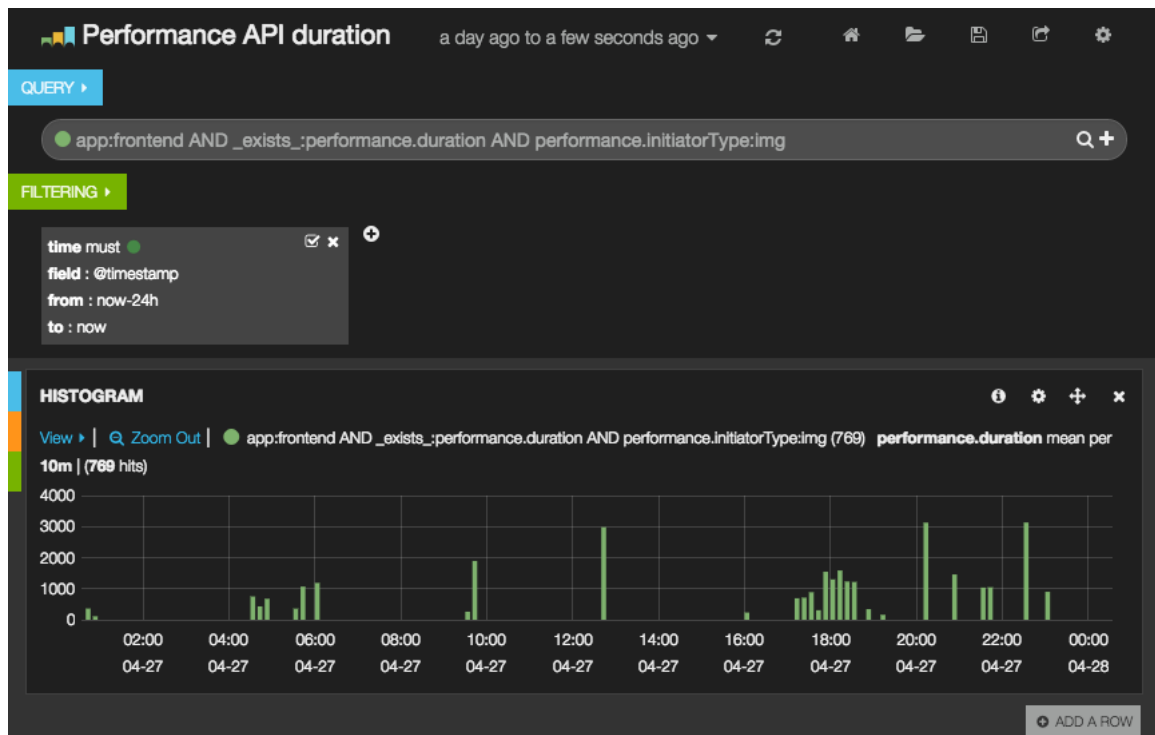 Performance API duration a day ago to a few seconds ago
QUERY
app:frontend AND _exists_:performance.duration AND performance.initiatorType:img
FILTERING
time must
field : @timestamp
from : now-24h
to : now
HISTOGRAM
View | Zoom Out | app:frontend AND _exists_:performance.duration AND performance.initiatorType:img (769) performance.duration mean per
10m | (769 hits)
4000
3000
2000
1000
0
02:00 04:00 06:00 08:00 10:00 12:00 14:00 16:00 18:00 20:00 22:00 00:00
04-27 04-27 04-27 04-27 04-27 04-27 04-27 04-27 04-27 04-27 04-27 04-28
ADD A ROW